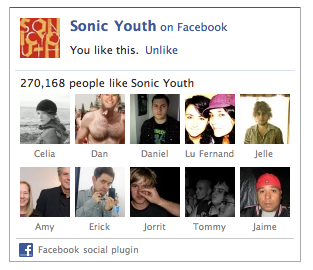 SONIC YOUTH
Sonic Youth on Facebook
You like this. Unlike
270,168 people like Sonic Youth
Celia Dan Daniel Lu Fernand Jelle
Amy Erick Jorrit Tommy Jaime
f Facebook social plugin